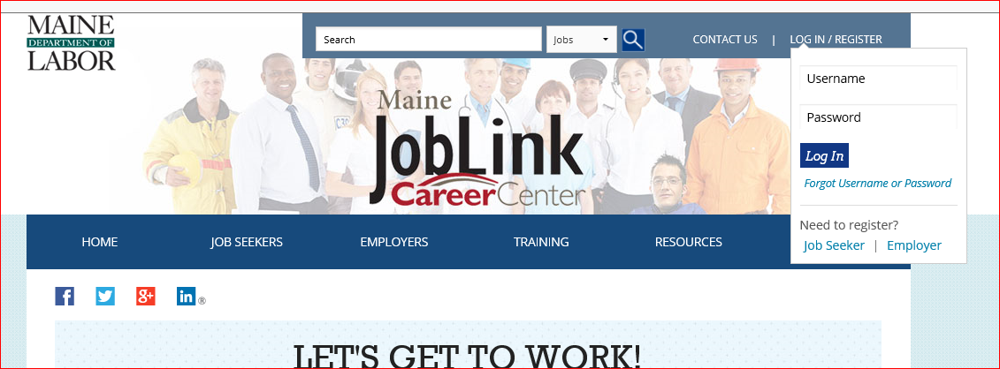 MAINE
DEPARTMENT OF
LABOR
Search
Jobs
CONTACT US | LOG IN / REGISTER
Username
Password
Log In
Forgot Username or Password
Need to register?
Job Seeker | Employer
Maine
JobLink
CareerCenter
HOME JOB SEEKERS EMPLOYERS TRAINING RESOURCES
f g+ in ®
LET'S GET TO WORK!